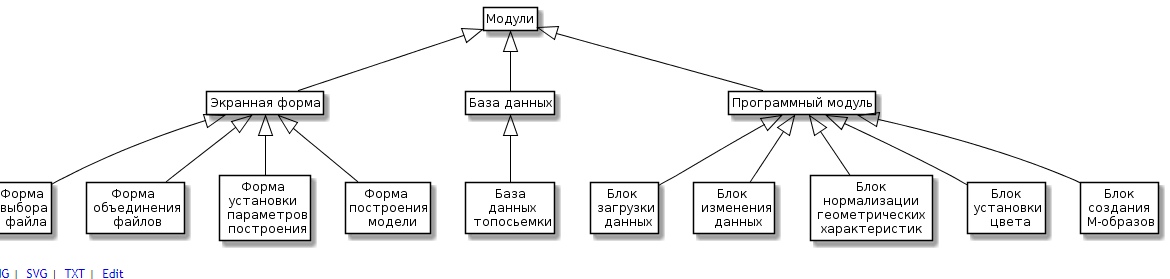 Модули
Экранная форма
База данных
Программный модуль
Форма
выбора
файла
Форма
объединения
файлов
Форма
установки
параметров
построения
Форма
построения
модели
База
данных
топосьемки
Блок
загрузки
данных
Блок
изменения
данных
Блок
нормализации
геометрических
характеристик
Блок
установки
цвета
Блок
создания
М-образов
| SVG | TXT | Edit